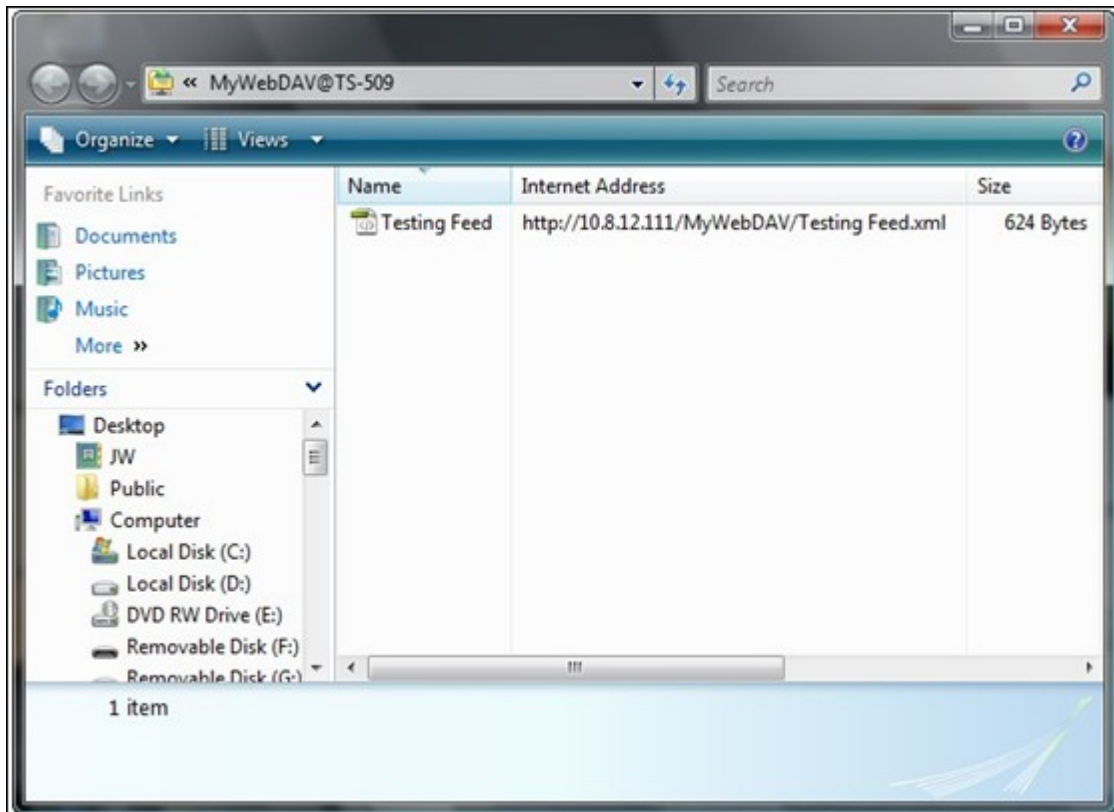 « MyWebDAV@TS-509
Search
Organize
Views
Favorite Links
Documents
Pictures
Music
More »
Folders
Desktop
JW
Public
Computer
Local Disk (C:)
Local Disk (D:)
DVD RW Drive (E:)
Removable Disk (F:)
Removable Disk (G:)
Name Internet Address Size
Testing Feed http://10.8.12.111/MyWebDAV/Testing Feed.xml 624 Bytes
1 item